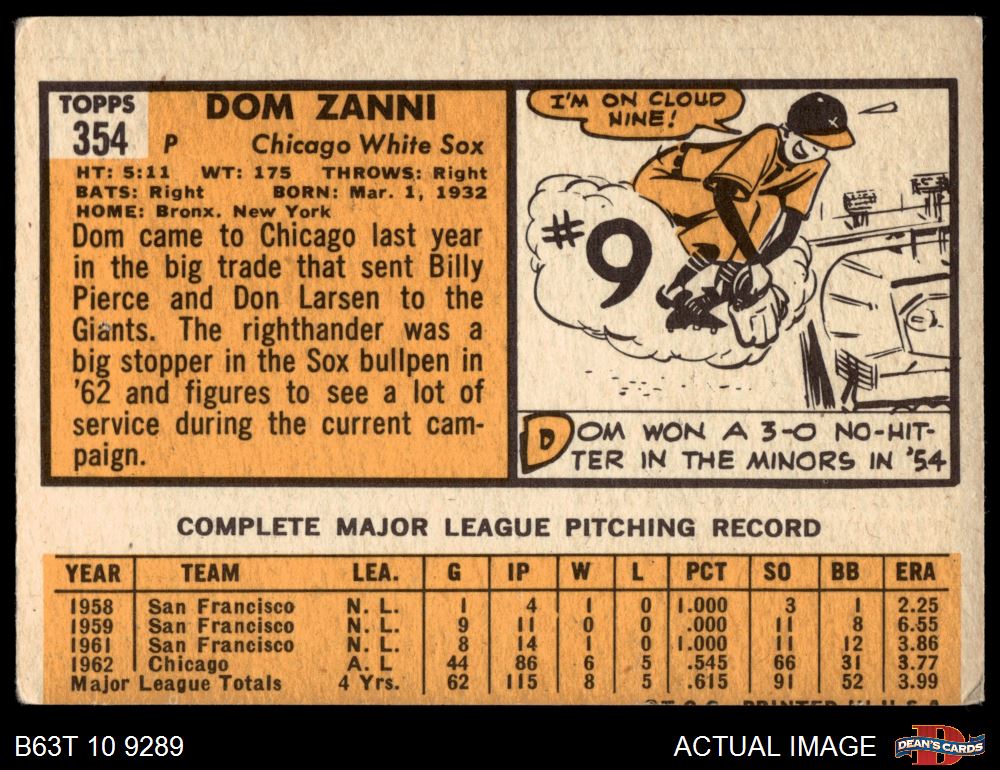 TOPPS
354
DOM ZANNI
P Chicago White Sox
HT: 5:11 WT: 175 THROWS: Right
BATS: Right BORN: Mar. 1, 1932
HOME: Bronx. New York
Dom came to Chicago last year
in the big trade that sent Billy
Pierce and Don Larsen to the
Giants. The righthander was a
big stopper in the Sox bullpen in
'62 and figures to see a lot of
service during the current cam-
paign.
I'M ON CLOUD
NINE!
#9
DOM WON A 3-0 NO-HIT-
TER IN THE MINORS IN '54
COMPLETE MAJOR LEAGUE PITCHING RECORD
YEAR TEAM LEA. G IP W L PCT SO BB ERA
1958 San Francisco N. L. 1 4 1 0 1.000 3 1 2.25
1959 San Francisco N. L. 9 11 0 0 .000 11 8 6.55
1961 San Francisco N. L. 8 14 1 0 1.000 11 12 3.86
1962 Chicago A. L 44 86 6 5 .545 66 31 3.77
Major League Totals 4 Yrs. 62 115 8 5 .615 91 52 3.99
©T.C.G. PRINTED IN U.S.A.
B63T 10 9289
ACTUAL IMAGE
D
DEAN'S CARDS